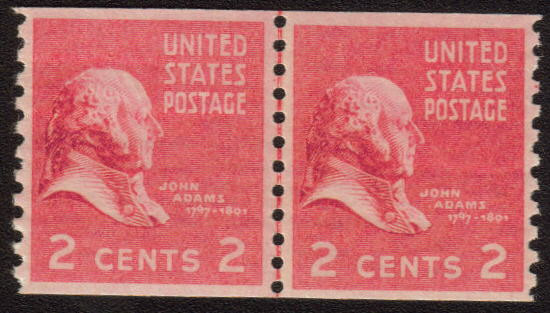 UNITED
STATES
POSTAGE
JOHN
ADAMS
1797-1801
2 CENTS 2
UNITED
STATES
POSTAGE
JOHN
ADAMS
1797-1801
2 CENTS 2